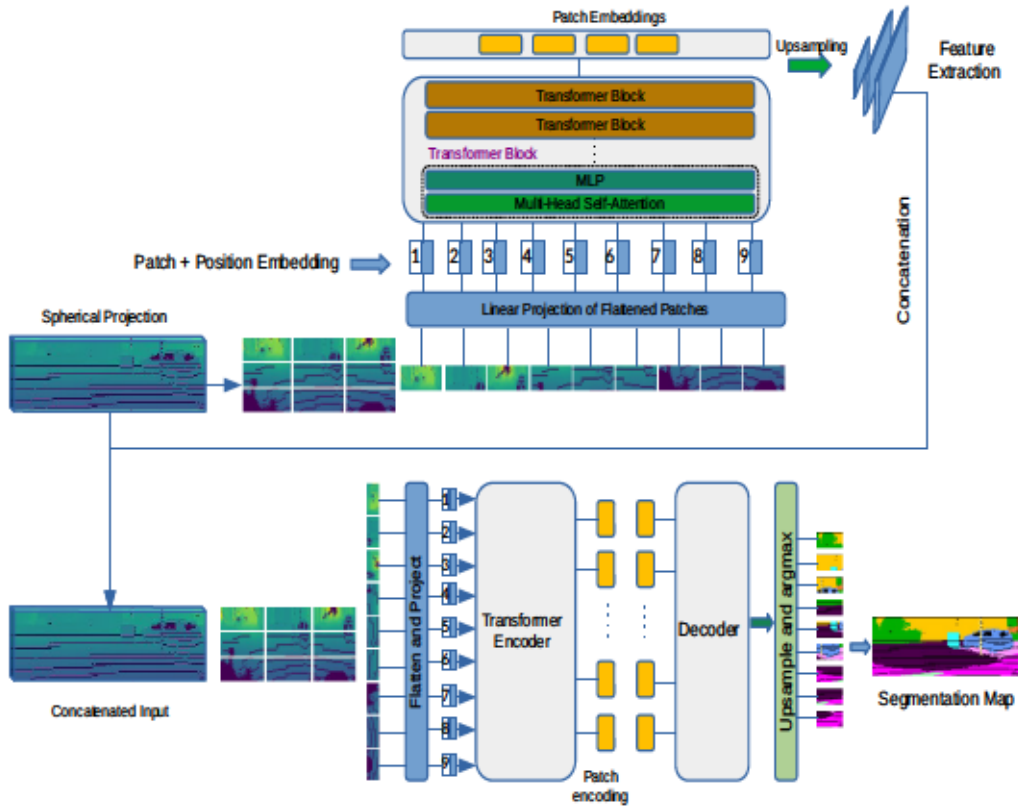 Patch Embeddings
Upsampling
Feature
Extraction
Transformer Block
Transformer Block
Transformer Block
MLP
Multi-Head Self-Attention
Concatenation
Patch + Position Embedding
1 2 3 4 5 6 7 8 9
Linear Projection of Flattened Patches
Spherical Projection
Flatten and Project
1
2
3
4
5
6
7
8
9
Transformer
Encoder
Decoder
Upsample and argmax
Concatenated Input
Segmentation Map
Patch
encoding